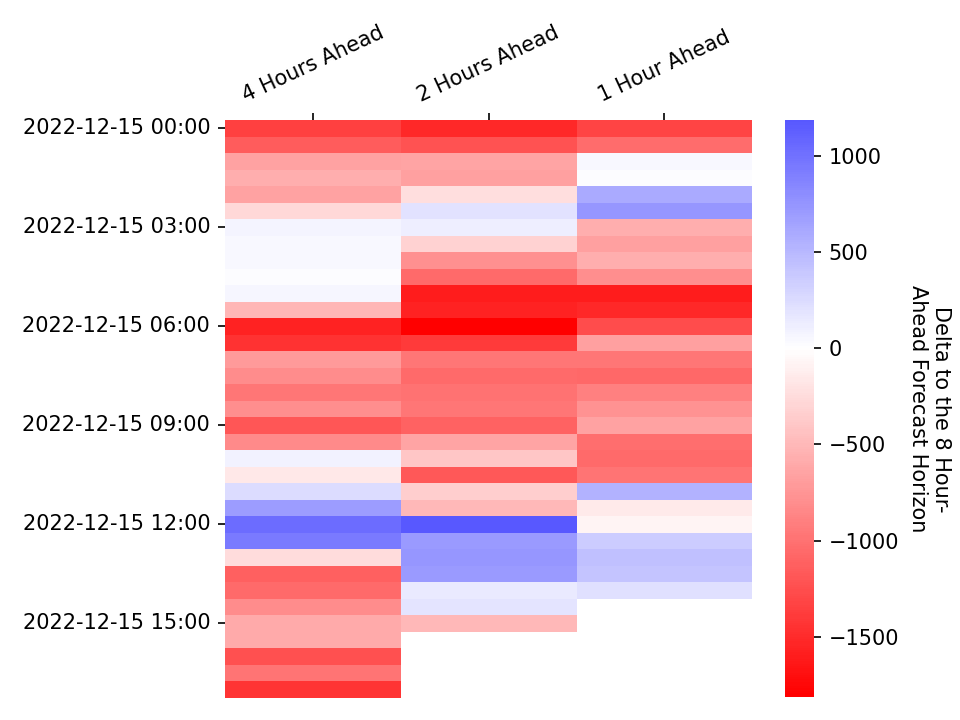 4 Hours Ahead
2 Hours Ahead
1 Hour Ahead
2022-12-15 00:00
2022-12-15 03:00
2022-12-15 06:00
2022-12-15 09:00
2022-12-15 12:00
2022-12-15 15:00
1000
500
0
−500
−1000
−1500
Delta to the 8 Hour-
Ahead Forecast Horizon